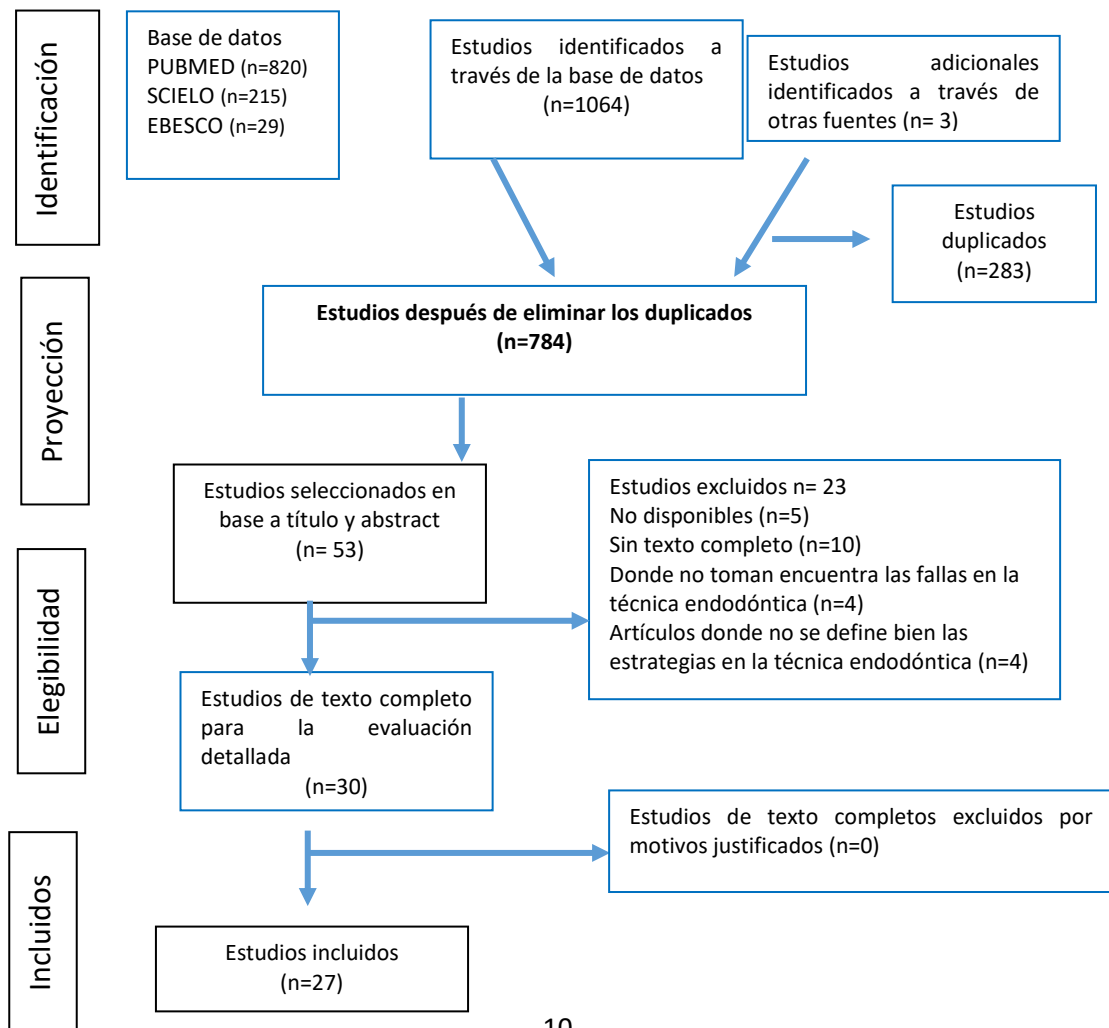 Identificación
Base de datos
PUBMED (n=820)
SCIELO (n=215)
EBESCO (n=29)
Estudios identificados a
través de la base de datos
(n=1064)
Estudios adicionales
identificados a través de
otras fuentes (n= 3)
Estudios
duplicados
(n=283)
Proyección
Estudios después de eliminar los duplicados
(n=784)
Estudios seleccionados en
base a título y abstract
(n= 53)
Elegibilidad
Estudios excluidos n= 23
No disponibles (n=5)
Sin texto completo (n=10)
Donde no toman encuentra las fallas en la
técnica endodóntica (n=4)
Artículos donde no se define bien las
estrategias en la técnica endodóntica (n=4)
Estudios de texto completo
para la evaluación
detallada
(n=30)
Estudios de texto completos excluidos por
motivos justificados (n=0)
Incluidos
Estudios incluidos
(n=27)
10